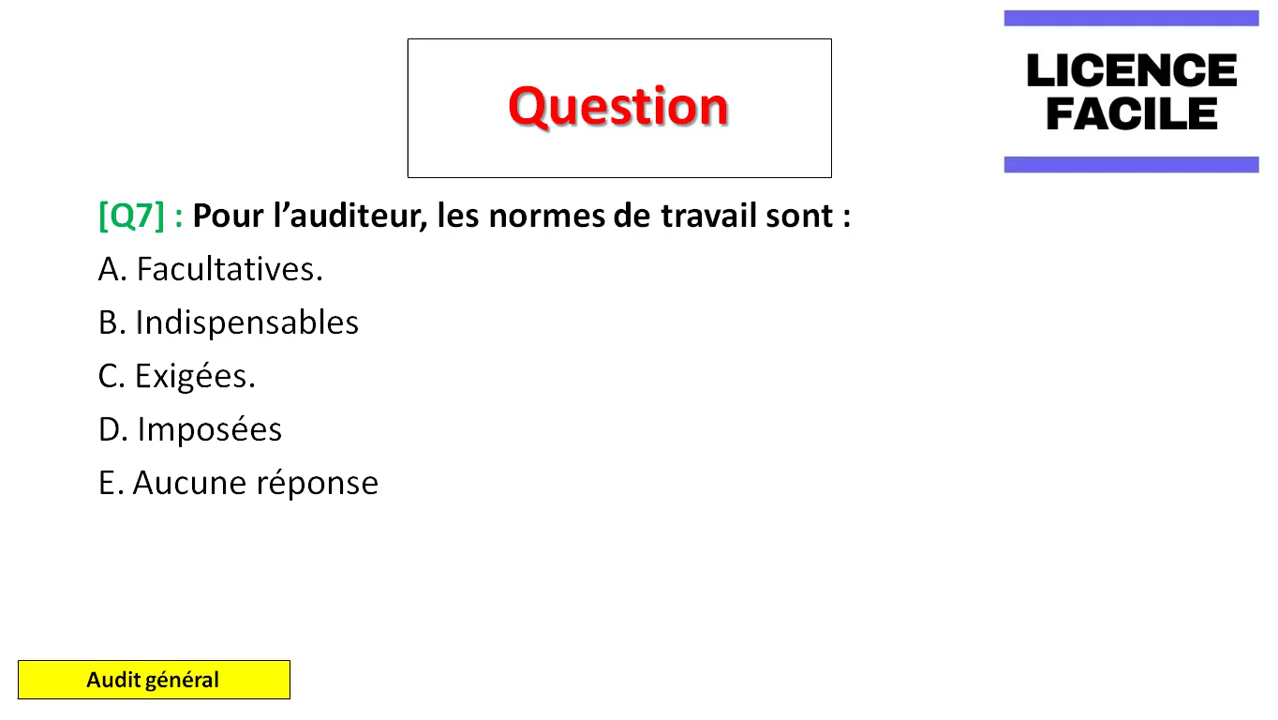 Question
LICENCE
FACILE
[Q7] : Pour l’auditeur, les normes de travail sont :
A. Facultatives.
B. Indispensables
C. Exigées.
D. Imposées
E. Aucune réponse
Audit général